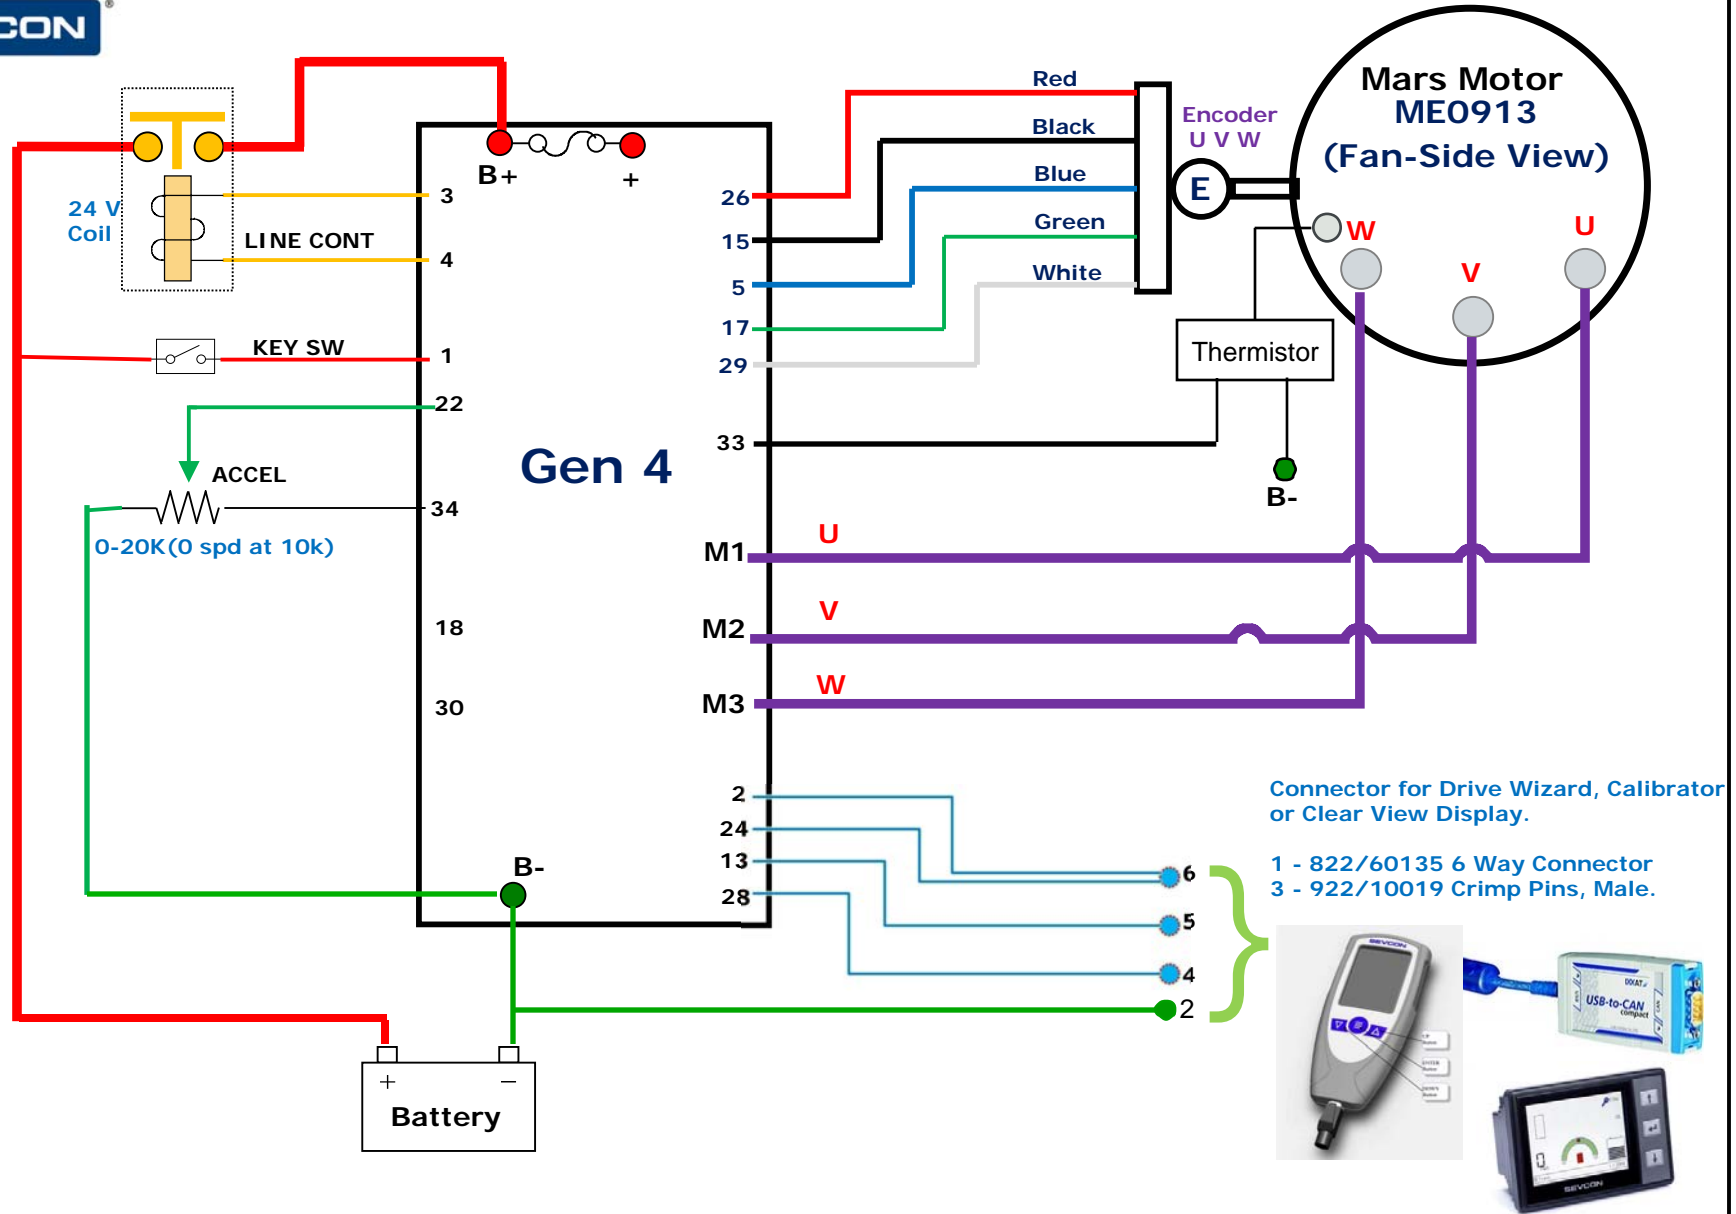 CON
®
24 V
Coil
LINE CONT
KEY SW
ACCEL
0-20K(0 spd at 10k)
B+
+
3
4
1
22
34
18
30
Gen 4
B-
26
15
5
17
29
33
M1
M2
M3
2
24
13
28
Red
Black
Blue
Green
White
Encoder
U V W
E
Mars Motor
ME0913
(Fan-Side View)
W
V
U
Thermistor
B-
U
V
W
6
5
4
2
Connector for Drive Wizard, Calibrator
or Clear View Display.
1 - 822/60135 6 Way Connector
3 - 922/10019 Crimp Pins, Male.
+
−
Battery
SEVCON
IXXAT
USB-to-CAN
compact
0
SEVCON